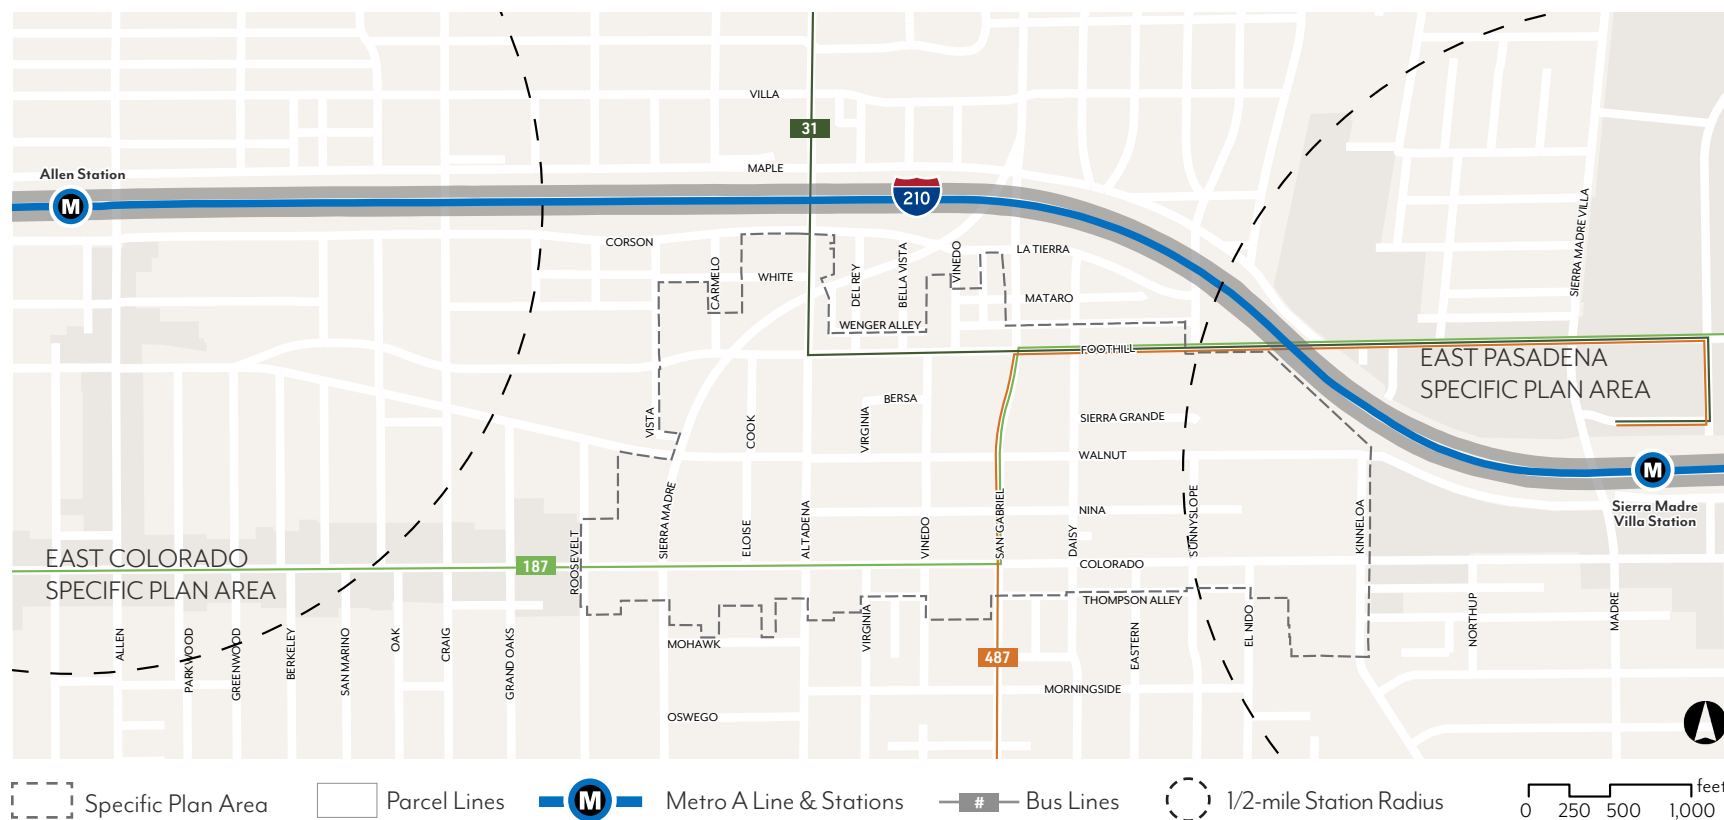 VILLA
31
Allen Station
MAPLE
M
210
SIERRA MADRE VILLA
CORSON
LA TIERRA
CARMELO
WHITE
DEL REY
BELLA VISTA
VINEDO
MATARO
WENGER ALLEY
FOOTHILL
EAST PASADENA
SPECIFIC PLAN AREA
BERSA
VISTA
COOK
VIRGINIA
SIERRA GRANDE
WALNUT
M
Sierra Madre
Villa Station
SIERRA MADRE
ELOISE
ALTADENA
VINEDO
SAN GABRIEL
NINA
DAISY
SUNNYSLOPE
KINNELOA
EAST COLORADO
SPECIFIC PLAN AREA
187
ROOSEVELT
COLORADO
THOMPSON ALLEY
ALLEN
PARKWOOD
GREENWOOD
BERKELEY
SAN MARINO
OAK
CRAIG
GRAND OAKS
MOHAWK
VIRGINIA
487
EASTERN
EL NIDO
NORTHUP
MADRE
MORNINGSIDE
OSWEGO
Specific Plan Area
Parcel Lines
M
Metro A Line & Stations
#
Bus Lines
1/2-mile Station Radius
feet
0 250 500 1,000